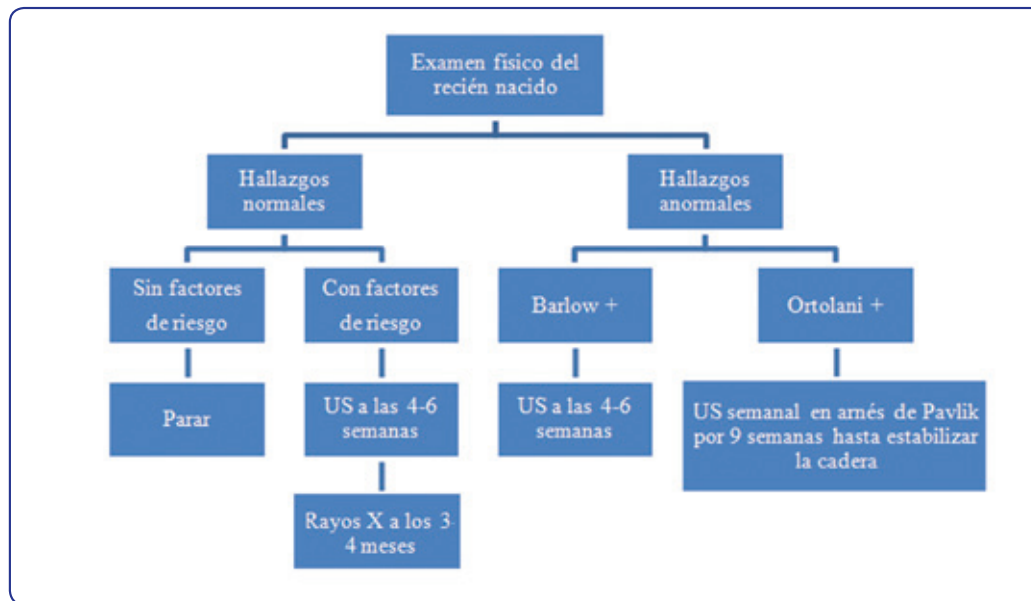 Examen físico del
recién nacido
Hallazgos
normales
Hallazgos
anormales
Sin factores
de riesgo
Con factores
de riesgo
Barlow +
Ortolani +
Parar
US a las 4-6
semanas
US a las 4-6
semanas
US semanal en arnés de Pavlik
por 9 semanas hasta estabilizar
la cadera
Rayos X a los 3-
4 meses